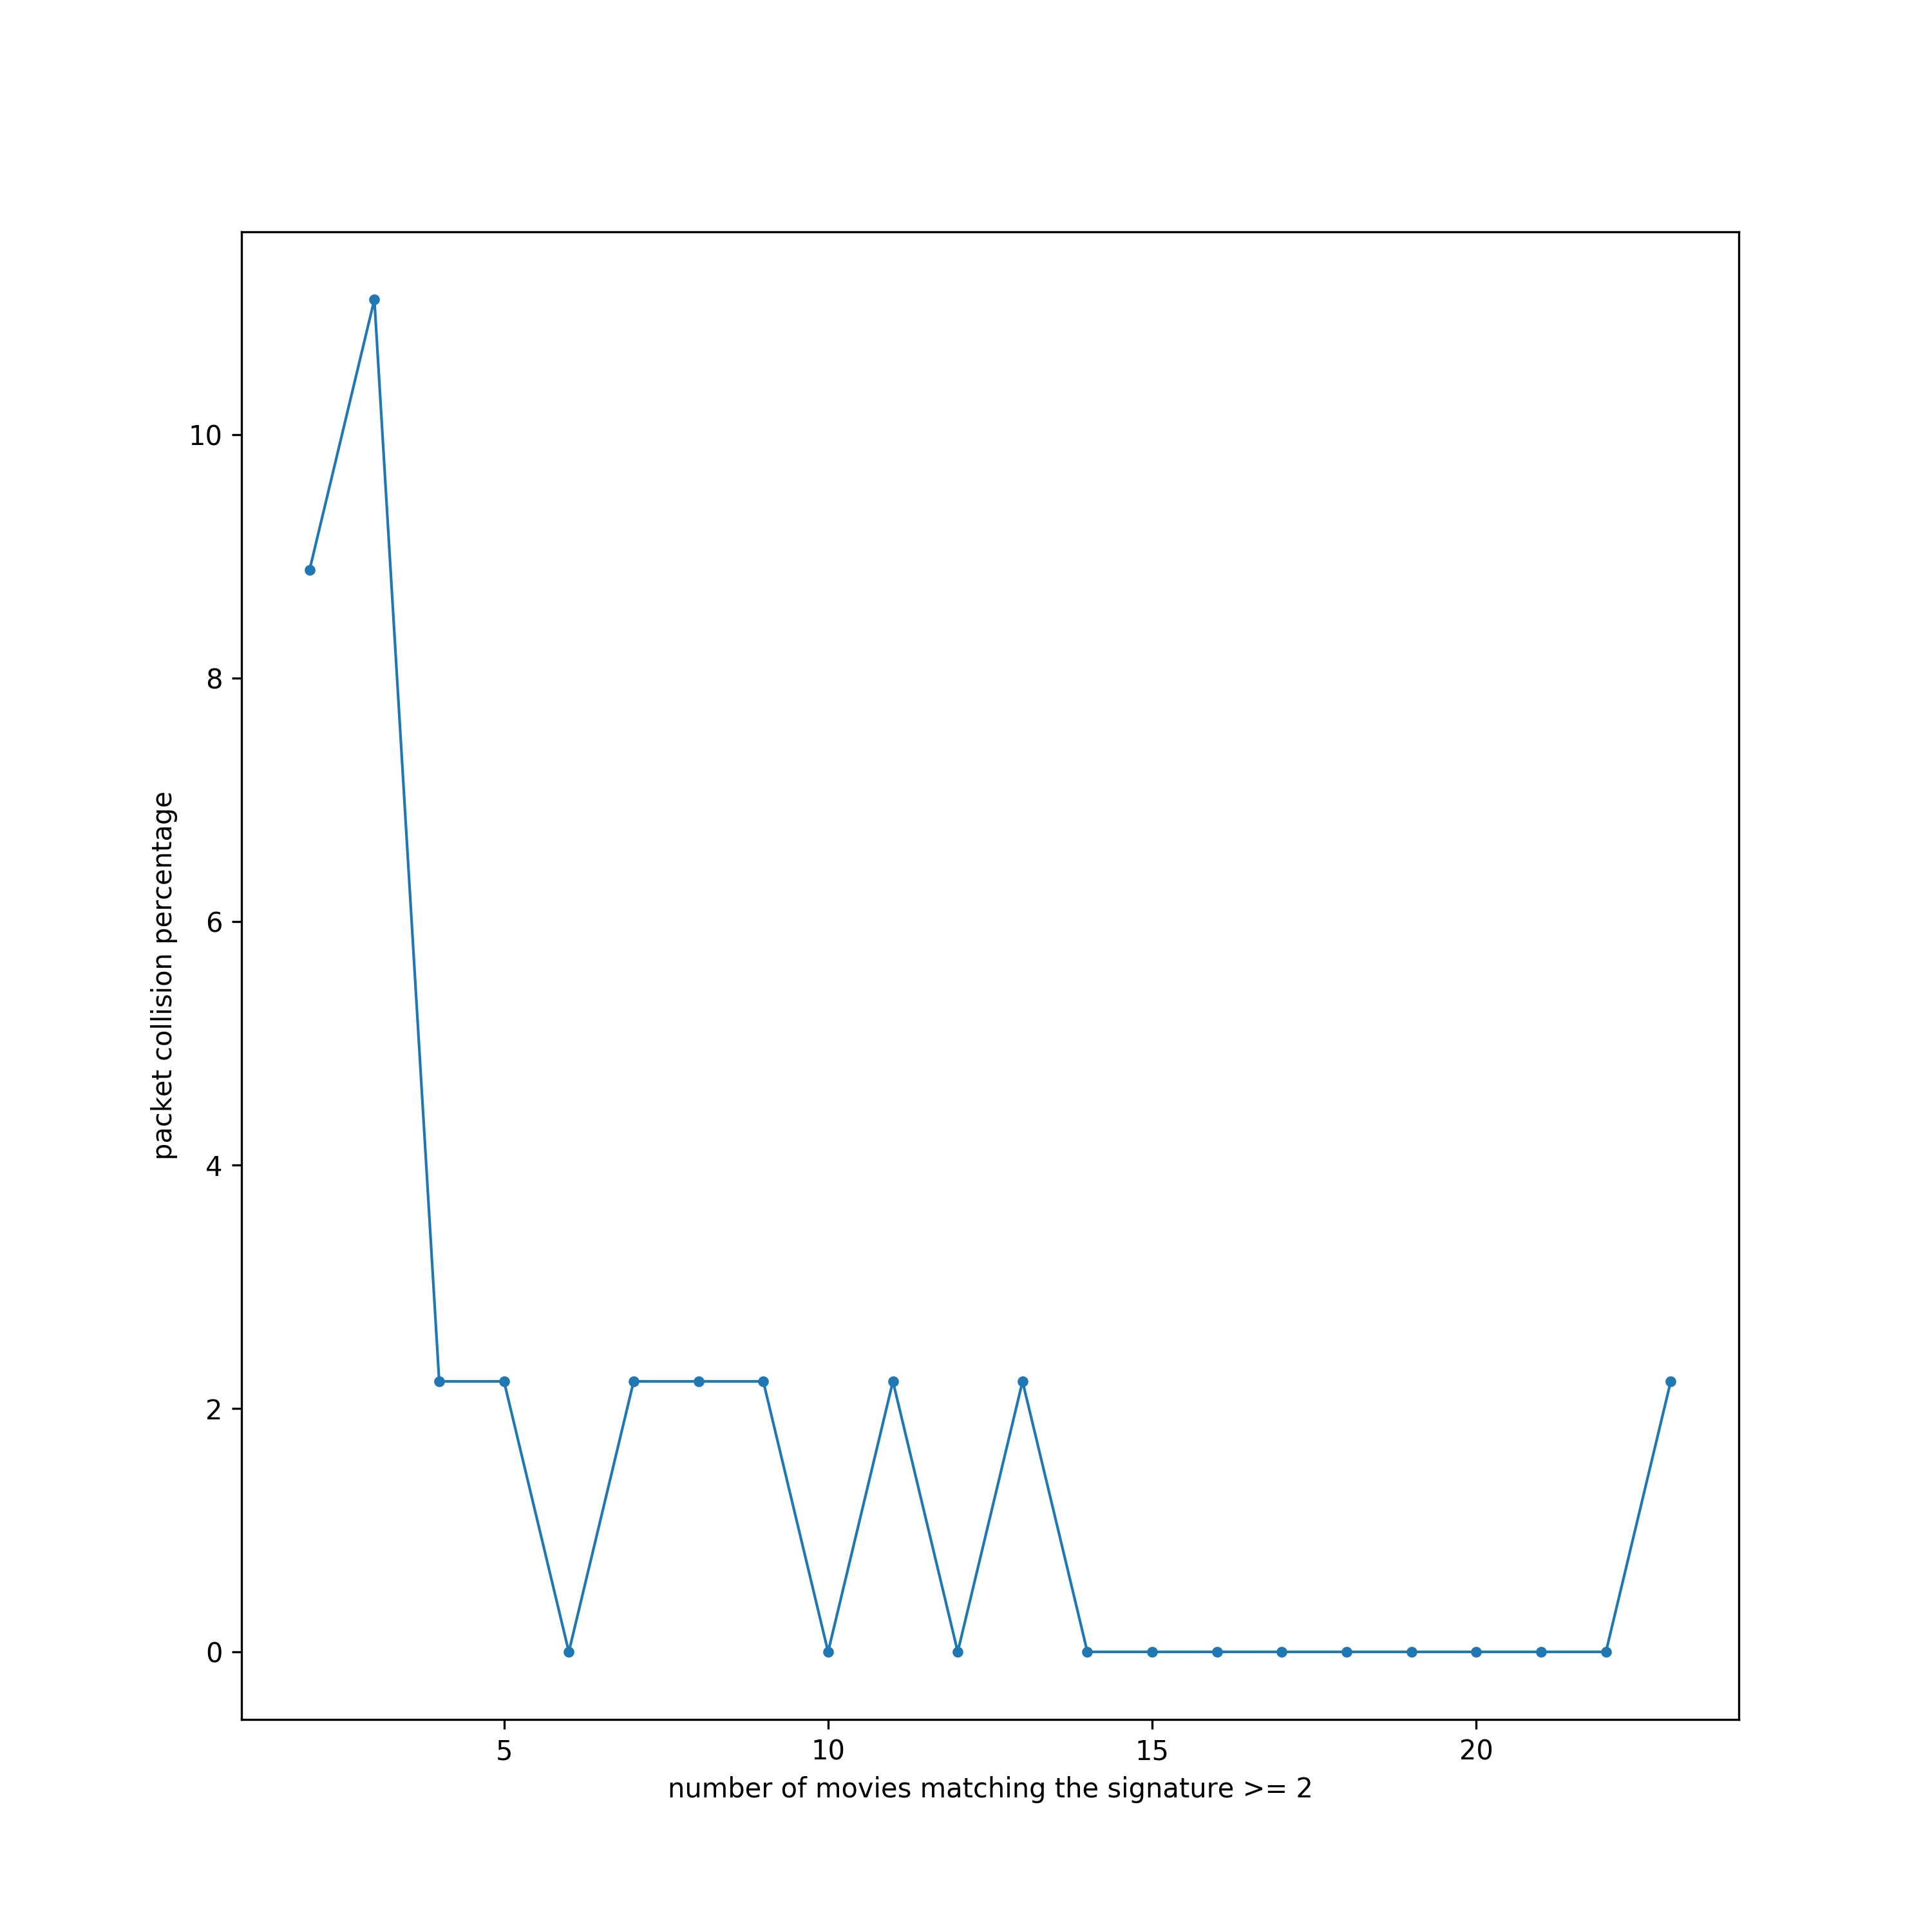 packet collision percentage
10
8
6
4
2
0
5 10 15 20
number of movies matching the signature >= 2